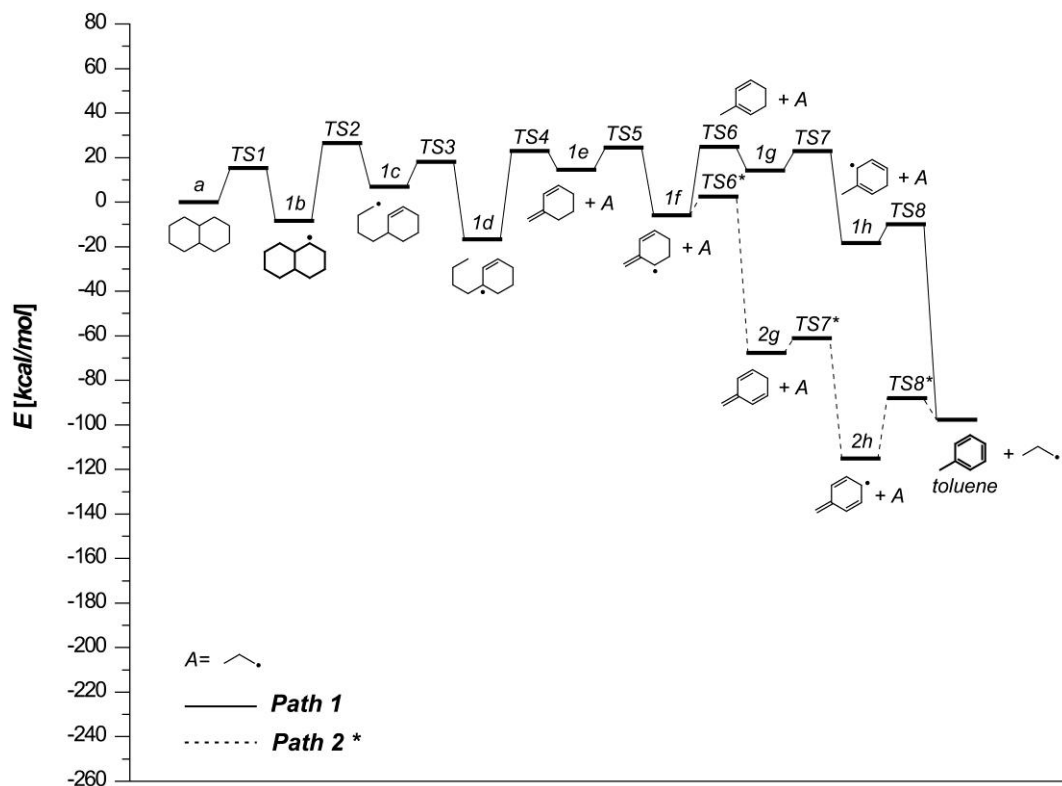 80
60
40
20
0
-20
-40
-60
-80
-100
-120
-140
-160
-180
-200
-220
-240
-260
E [kcal/mol]
a
TS1
1b
TS2
1c
TS3
1d
TS4
1e
+ A
TS5
1f
+ A
TS6
+ A
TS6*
1g
TS7
+ A
1h
TS8
2g
+ A
TS7*
2h
+ A
TS8*
+
toluene
A=
Path 1
Path 2 *